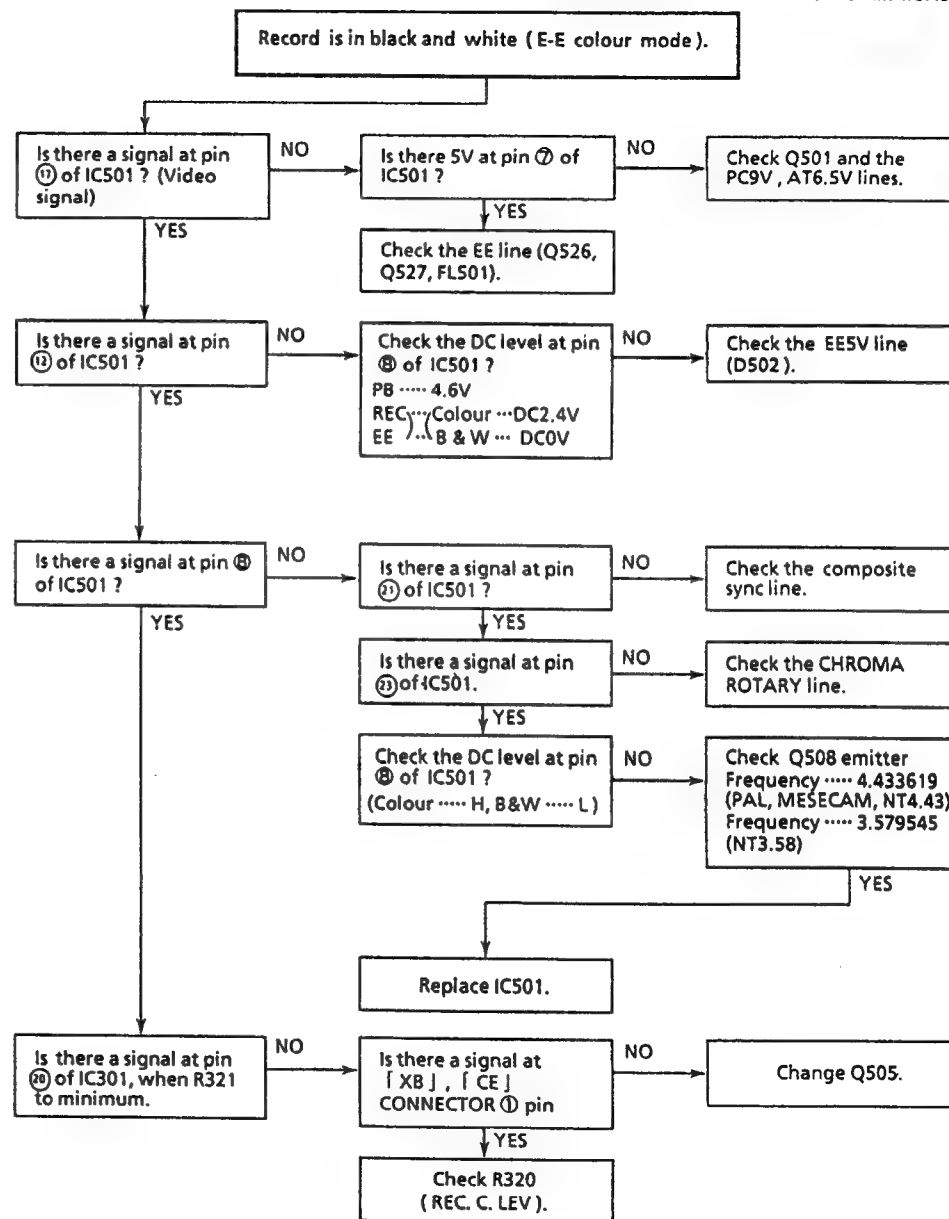 Record is in black and white ( E-E colour mode ).
Is there a signal at pin
⑰ of IC501 ? (Video
signal)
NO
Is there 5V at pin ⑦ of
IC501 ?
NO
Check Q501 and the
PC9V , AT6.5V lines.
YES
YES
Check the EE line (Q526,
Q527, FL501).
Is there a signal at pin
⑫ of IC501 ?
NO
Check the DC level at pin
⑧ of IC501 ?
PB ····· 4.6V
REC ··· Colour ··· DC2.4V
EE ··· B & W ··· DC0V
NO
Check the EE5V line
(D502).
YES
Is there a signal at pin ⑧
of IC501 ?
NO
Is there a signal at pin
㉑ of IC501 ?
NO
Check the composite
sync line.
YES
YES
Is there a signal at pin
㉓ of IC501.
NO
Check the CHROMA
ROTARY line.
YES
Check the DC level at pin
⑧ of IC501 ?
(Colour ····· H, B&W ····· L )
NO
Check Q508 emitter
Frequency ····· 4.433619
(PAL, MESECAM, NT4.43)
Frequency ····· 3.579545
(NT3.58)
YES
Replace IC501.
Is there a signal at pin
⑳ of IC301, when R321
to minimum.
NO
Is there a signal at
「 XB 」 , 「 CE 」
CONNECTOR ① pin
NO
Change Q505.
YES
Check R320
( REC. C. LEV ).